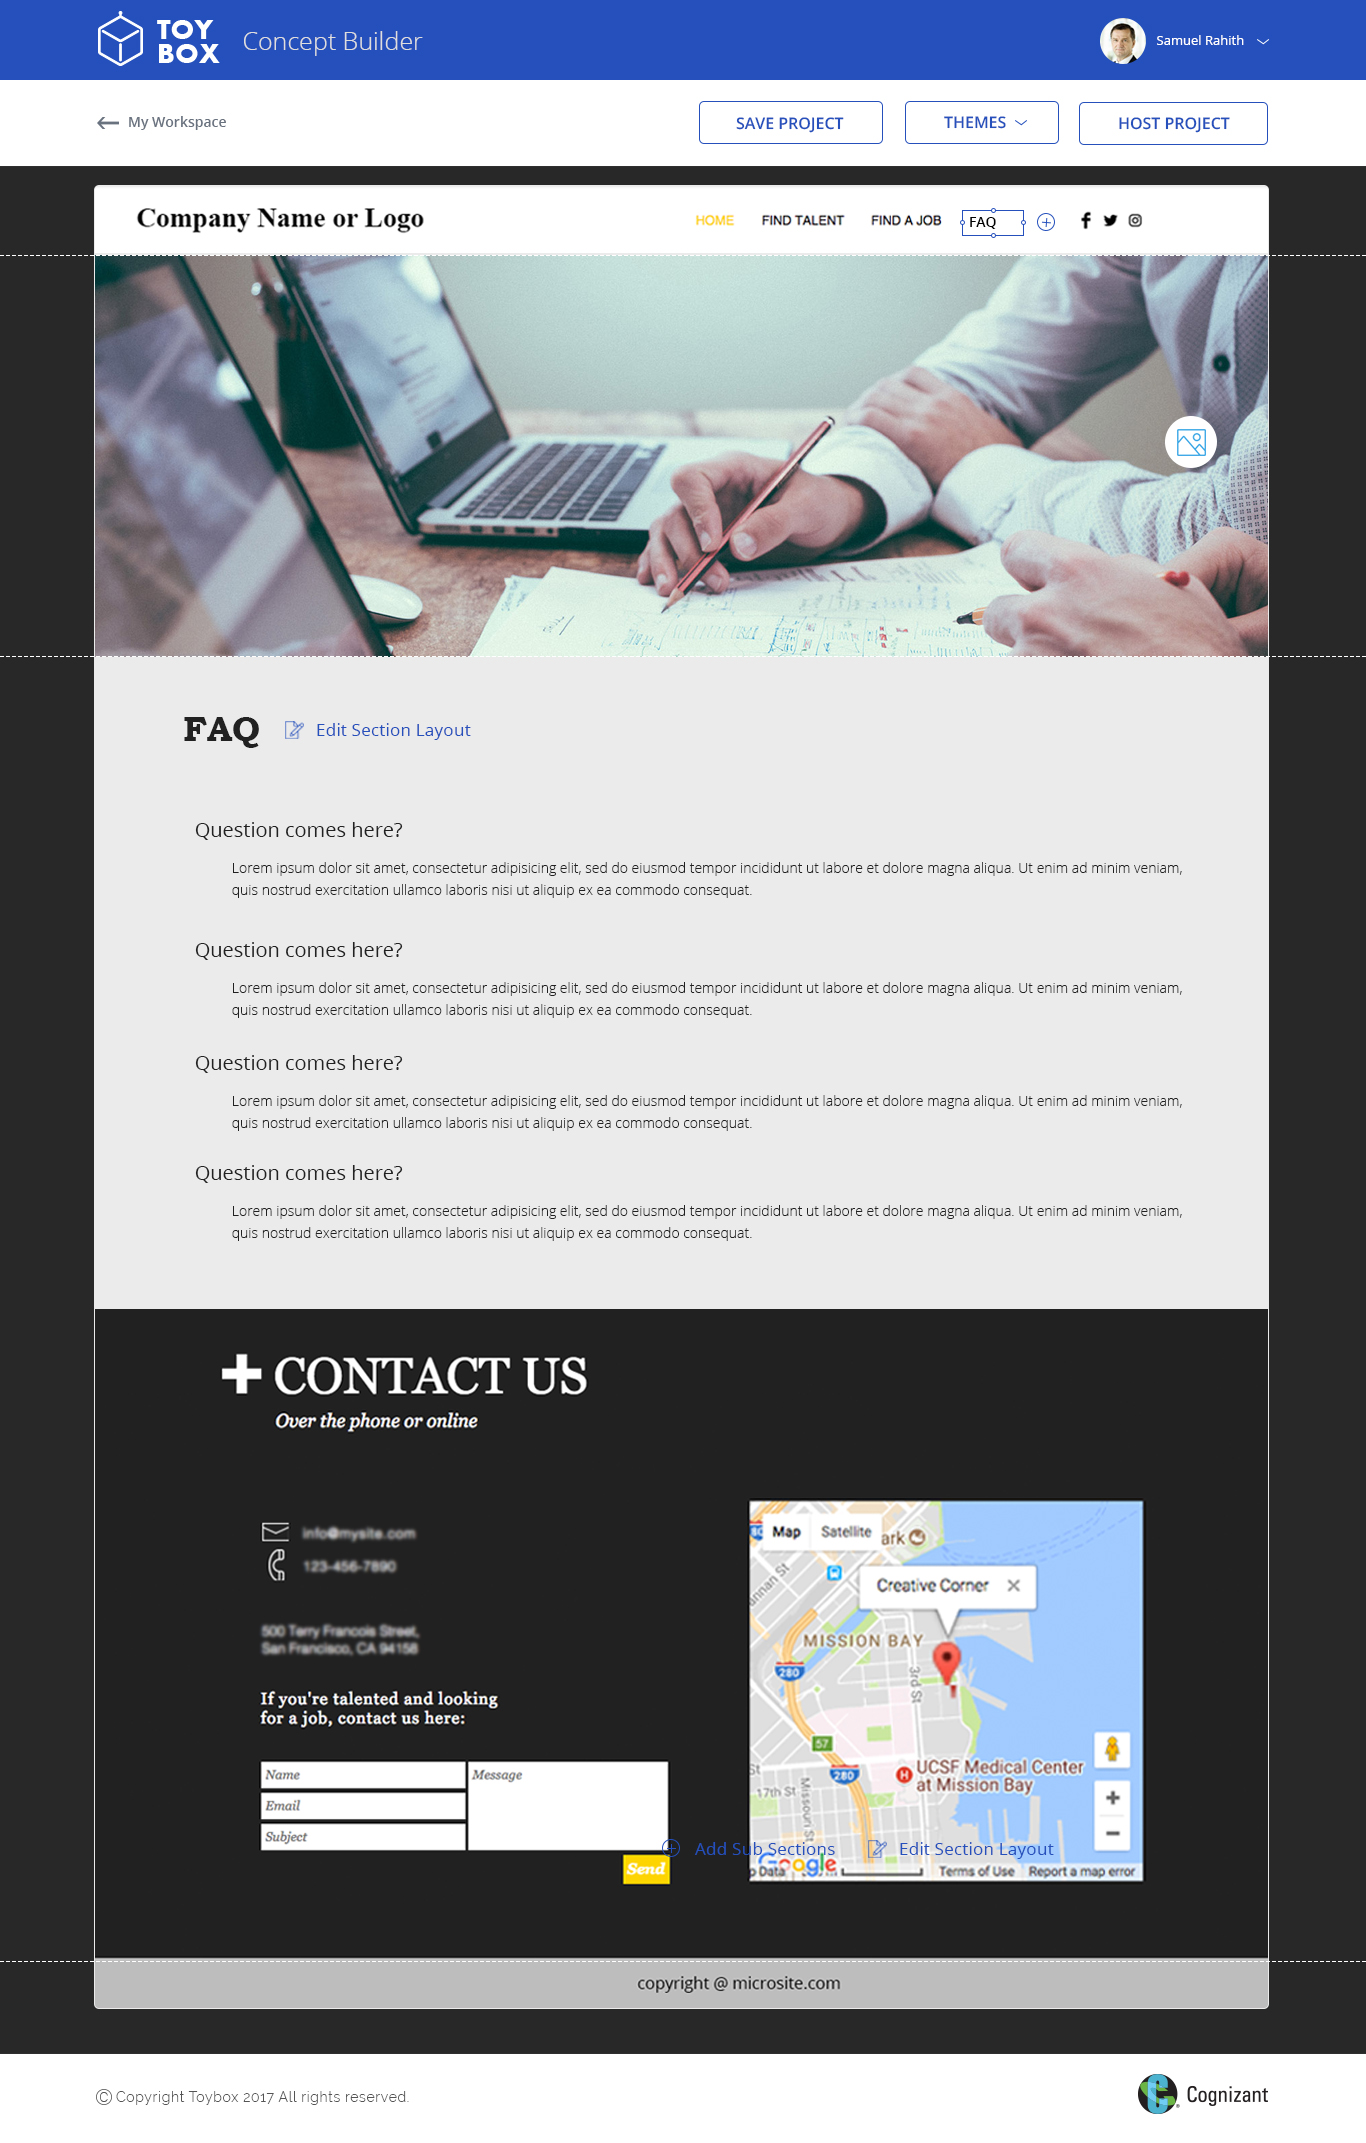 TOY
BOX
Concept Builder
Samuel Rahith
My Workspace
SAVE PROJECT
THEMES
HOST PROJECT
Company Name or Logo
HOME
FIND TALENT
FIND A JOB
FAQ
FAQ
Edit Section Layout
Question comes here?
Lorem ipsum dolor sit amet, consectetur adipisicing elit, sed do eiusmod tempor incididunt ut labore et dolore magna aliqua. Ut enim ad minim veniam,
quis nostrud exercitation ullamco laboris nisi ut aliquip ex ea commodo consequat.
Question comes here?
Lorem ipsum dolor sit amet, consectetur adipisicing elit, sed do eiusmod tempor incididunt ut labore et dolore magna aliqua. Ut enim ad minim veniam,
quis nostrud exercitation ullamco laboris nisi ut aliquip ex ea commodo consequat.
Question comes here?
Lorem ipsum dolor sit amet, consectetur adipisicing elit, sed do eiusmod tempor incididunt ut labore et dolore magna aliqua. Ut enim ad minim veniam,
quis nostrud exercitation ullamco laboris nisi ut aliquip ex ea commodo consequat.
Question comes here?
Lorem ipsum dolor sit amet, consectetur adipisicing elit, sed do eiusmod tempor incididunt ut labore et dolore magna aliqua. Ut enim ad minim veniam,
quis nostrud exercitation ullamco laboris nisi ut aliquip ex ea commodo consequat.
CONTACT US
Over the phone or online
info@mysite.com
123-456-7890
500 Terry Francois Street,
San Francisco, CA 94158
If you're talented and looking
for a job, contact us here:
Name
Email
Subject
Message
Send
Map
Satellite
ark
Creative Corner
annan St
MISSION BAY
280
3rd St
57
280
UCSF Medical Center
at Mission Bay
H
17th St
Missouri St
Add Sub Sections
Edit Section Layout
Google
p Data
Terms of Use
Report a map error
copyright @ microsite.com
© Copyright Toybox 2017 All rights reserved.
Cognizant